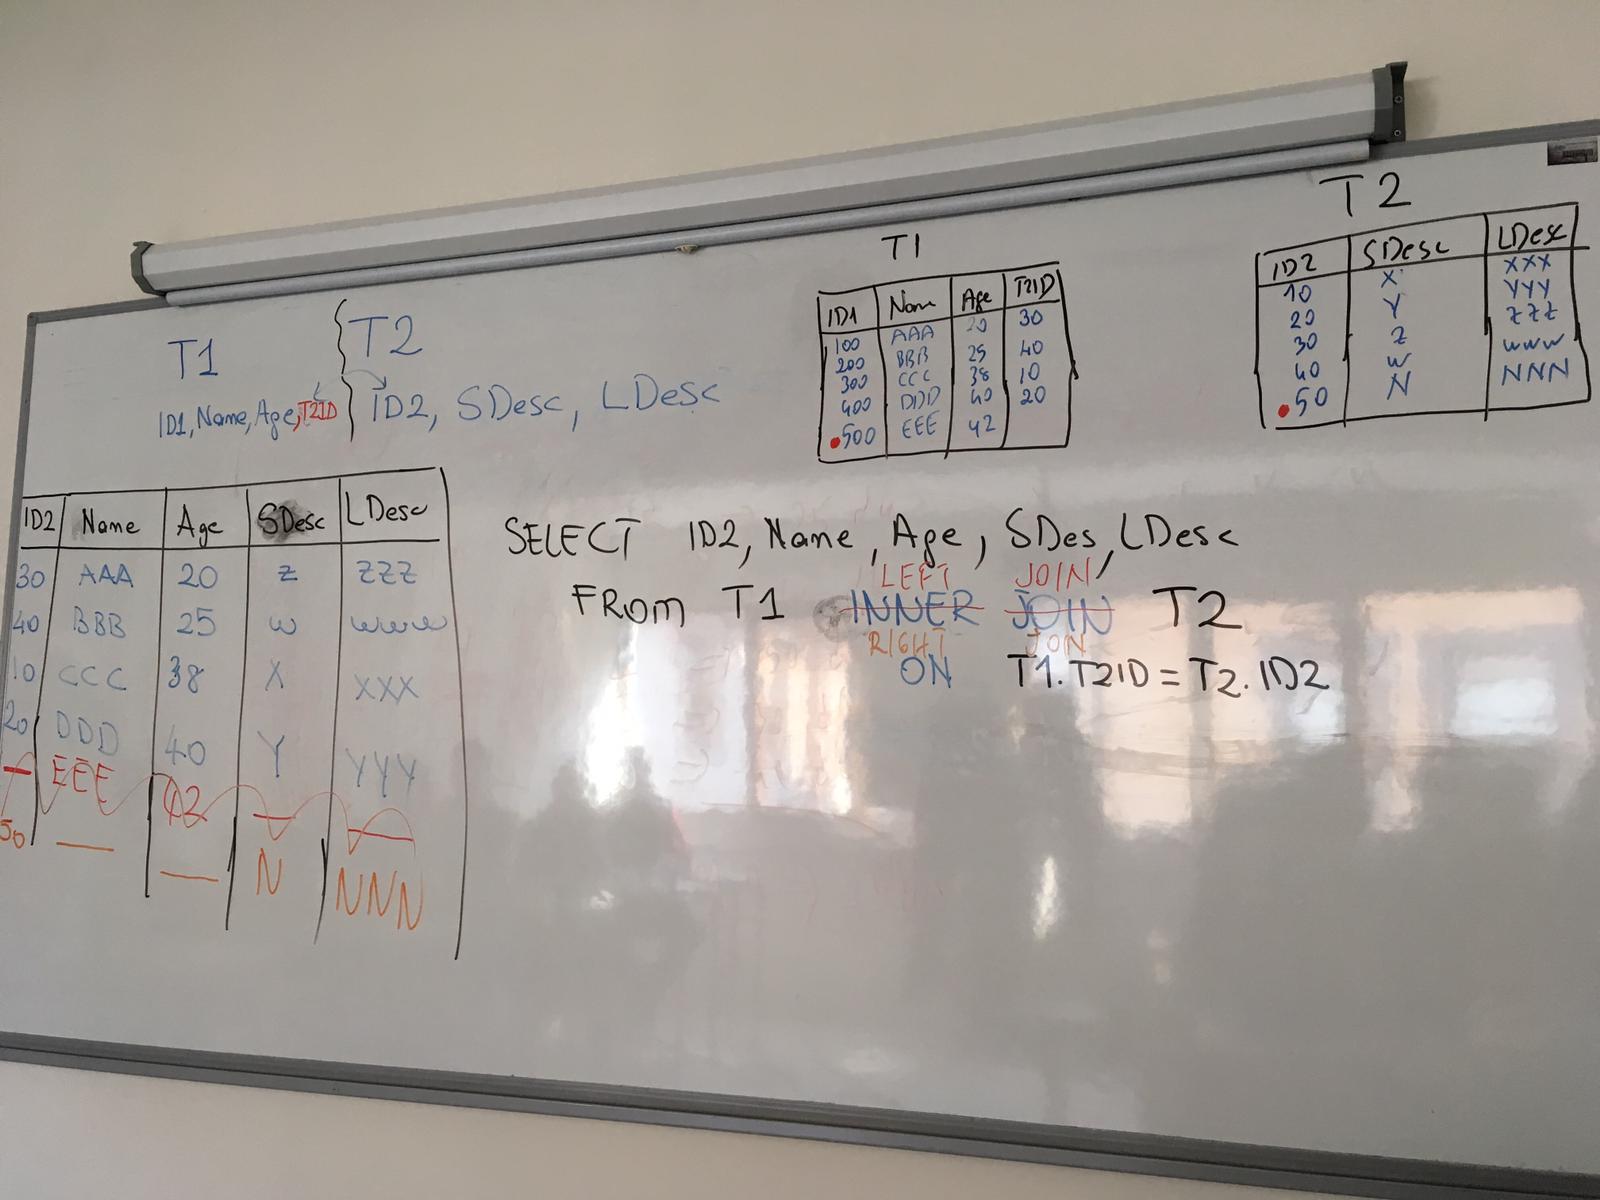 T1 T2
ID1, Name, Age, T2ID ID2, SDesc, LDesc
T1
ID1 Name Age T2ID
100 AAA 20 30
200 BBB 25 40
300 CCC 38 10
400 DDD 40 20
500 EEE 42
T2
ID2 SDesc LDesc
10 X XXX
20 Y YYY
30 Z ZZZ
40 W WWW
50 N NNN
ID2 Name Age SDesc LDesc
30 AAA 20 Z ZZZ
40 BBB 25 W WWW
10 CCC 38 X XXX
20 DDD 40 Y YYY
— EEE 42 — —
50 — — N NNN
SELECT ID2, Name, Age, SDes, LDesc
LEFT JOIN
FROM T1 INNER JOIN T2
RIGHT JON
ON T1.T2ID = T2.ID2